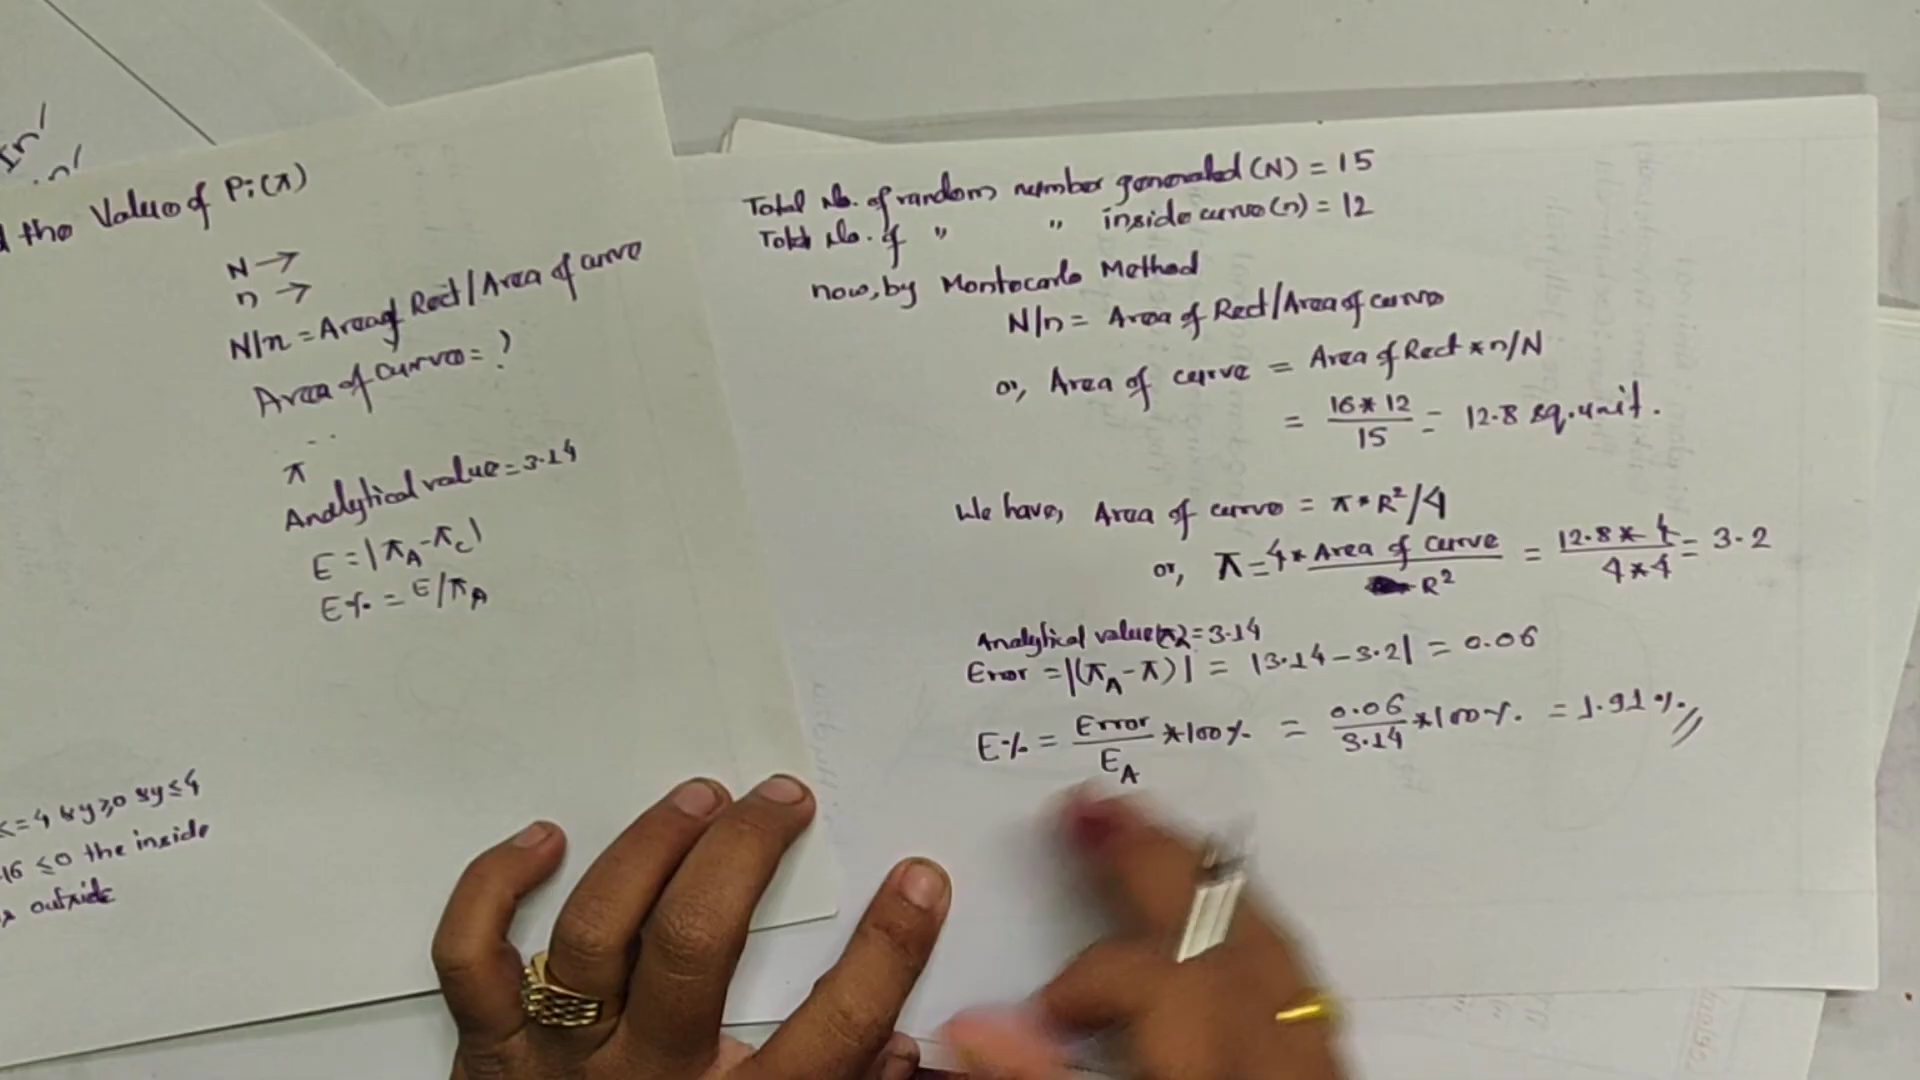 In'
n'
the Value of Pi(π)
N →
n →
N/n = Area of Rect / Area of curve
Area of curve = ?
π
Analytical value = 3.14
E = |πA - πc|
E% = E/πA
x = 4 & y ≥ 0 & y ≤ 4
16 ≤ 0 the inside
outside
Total No. of random number generated (N) = 15
Total No. of " " inside curve (n) = 12
now, by Montecarlo Method
N/n = Area of Rect/Area of curve
or, Area of curve = Area of Rect * n/N
= 16 * 12 / 15 = 12.8 sq. unit.
We have, Area of curve = π * R²/4
or, π = 4 * Area of curve / R² = 12.8 * 4 / 4 * 4 = 3.2
Analytical value(πA) = 3.14
Error = |(πA - π)| = |3.14 - 3.2| = 0.06
E% = Error / EA * 100% = 0.06 / 3.14 * 100% = 1.91%